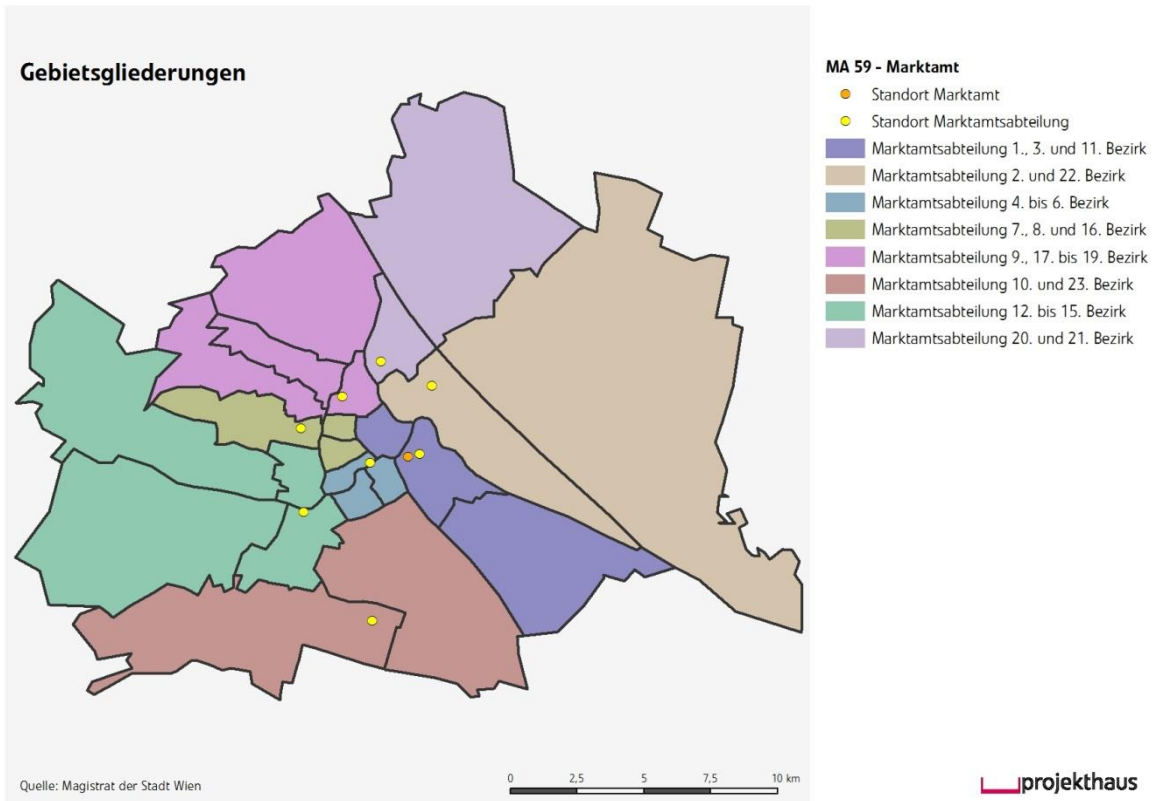 Gebietsgliederungen
MA 59 - Marktamt
Standort Marktamt
Standort Marktamtsabteilung
Marktamtsabteilung 1., 3. und 11. Bezirk
Marktamtsabteilung 2. und 22. Bezirk
Marktamtsabteilung 4. bis 6. Bezirk
Marktamtsabteilung 7., 8. und 16. Bezirk
Marktamtsabteilung 9., 17. bis 19. Bezirk
Marktamtsabteilung 10. und 23. Bezirk
Marktamtsabteilung 12. bis 15. Bezirk
Marktamtsabteilung 20. und 21. Bezirk
Quelle: Magistrat der Stadt Wien
0 2,5 5 7,5 10 km
projekthaus